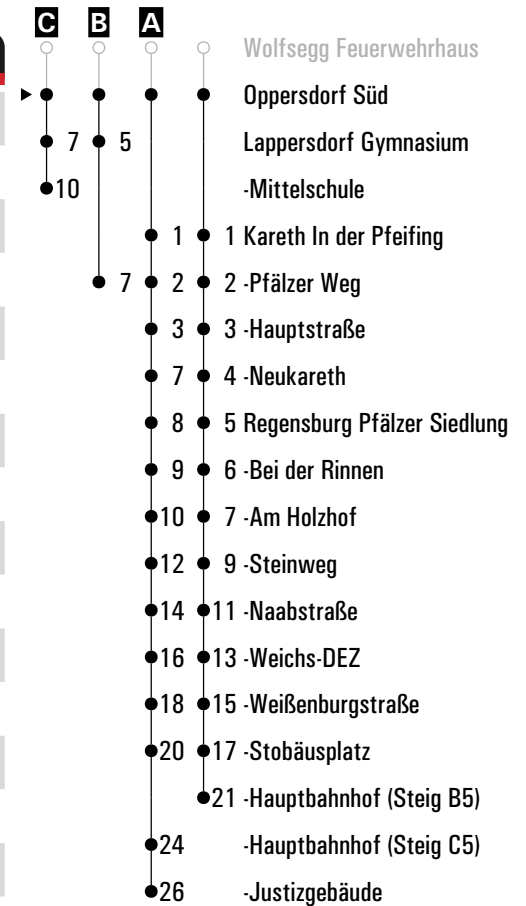 C B A
Wolfsegg Feuerwehrhaus
Oppersdorf Süd
7 5 Lappersdorf Gymnasium
10 -Mittelschule
1 1 Kareth In der Pfeifing
7 2 2 -Pfälzer Weg
3 3 -Hauptstraße
7 4 -Neukareth
8 5 Regensburg Pfälzer Siedlung
9 6 -Bei der Rinnen
10 7 -Am Holzhof
12 9 -Steinweg
14 11 -Naabstraße
16 13 -Weichs-DEZ
18 15 -Weißenburgstraße
20 17 -Stobäusplatz
21 -Hauptbahnhof (Steig B5)
24 -Hauptbahnhof (Steig C5)
26 -Justizgebäude